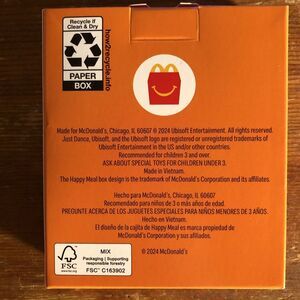 Recycle if
Clean & Dry
PAPER
BOX
how2recycle.info
Made for McDonald's, Chicago, IL 60607 © 2024 Ubisoft Entertainment. All rights reserved.
Just Dance, Ubisoft, and the Ubisoft logo are registered or unregistered trademarks of
Ubisoft Entertainment in the US and/or other countries.
Recommended for children 3 and over.
ASK ABOUT SPECIAL TOYS FOR CHILDREN UNDER 3.
Made in Vietnam.
The Happy Meal box design is the trademark of McDonald's Corporation and its affiliates.
Hecho para McDonald's, Chicago, IL 60607
Recomendado para niños de 3 o más años de edad.
PREGUNTE ACERCA DE LOS JUGUETES ESPECIALES PARA NIÑOS MENORES DE 3 AÑOS.
Hecho en Vietnam.
El diseño de la cajita de Happy Meal es marca propiedad de
McDonald's Corporation y sus afiliados.
© 2024 McDonald's
FSC
www.fsc.org
MIX
Packaging | Supporting
responsible forestry
FSC® C163902